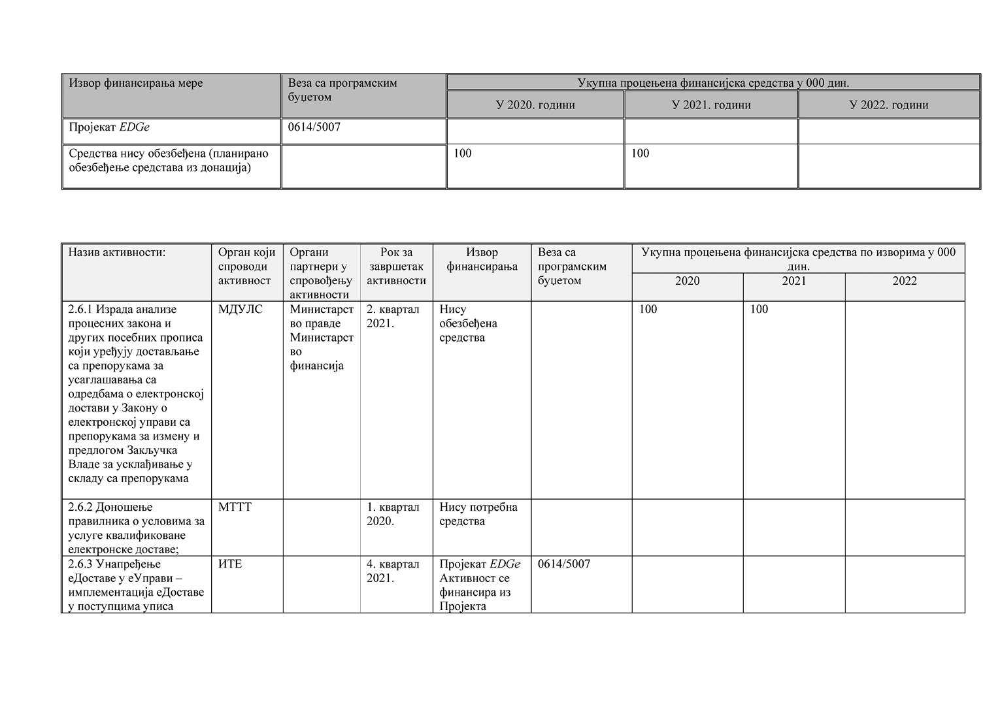 Извор финансирања мере
Веза са програмским
буџетом
Укупна процењена финансијска средства у 000 дин.
У 2020. години
У 2021. години
У 2022. години
Пројекат EDGe
0614/5007
Средства нису обезбеђена (планирано
обезбеђење средстава из донација)
100
100
Назив активности:
Орган који
спроводи
активност
Органи
партнери у
спровођењу
активности
Рок за
завршетак
активности
Извор
финансирања
Веза са
програмским
буџетом
Укупна процењена финансијска средства по изворима у 000
дин.
2020
2021
2022
2.6.1 Израда анализе
процесних закона и
других посебних прописа
који уређују достављање
са препорукама за
усаглашавања са
одредбама о електронској
достави у Закону о
електронској управи са
препорукама за измену и
предлогом Закључка
Владе за усклађивање у
складу са препорукама
МДУЛС
Министарст
во правде
Министарст
во
финансија
2. квартал
2021.
Нису
обезбеђена
средства
100
100
2.6.2 Доношење
правилника о условима за
услуге квалификоване
електронске доставе;
МТТТ
1. квартал
2020.
Нису потребна
средства
2.6.3 Унапређење
еДоставе у еУправи –
имплементација еДоставе
у поступцима уписа
ИТЕ
4. квартал
2021.
Пројекат EDGe
Активност се
финансира из
Пројекта
0614/5007